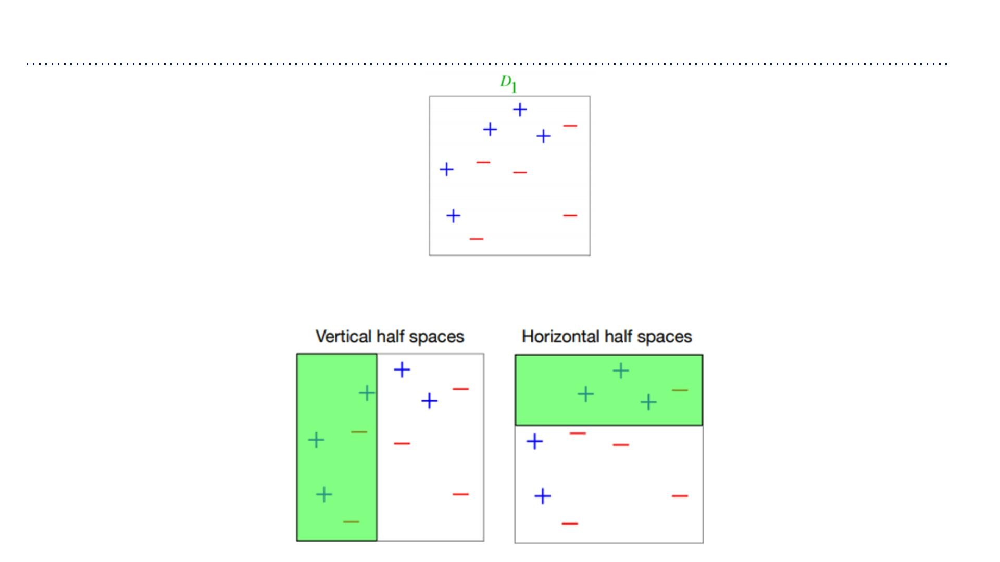 D1
Vertical half spaces
Horizontal half spaces